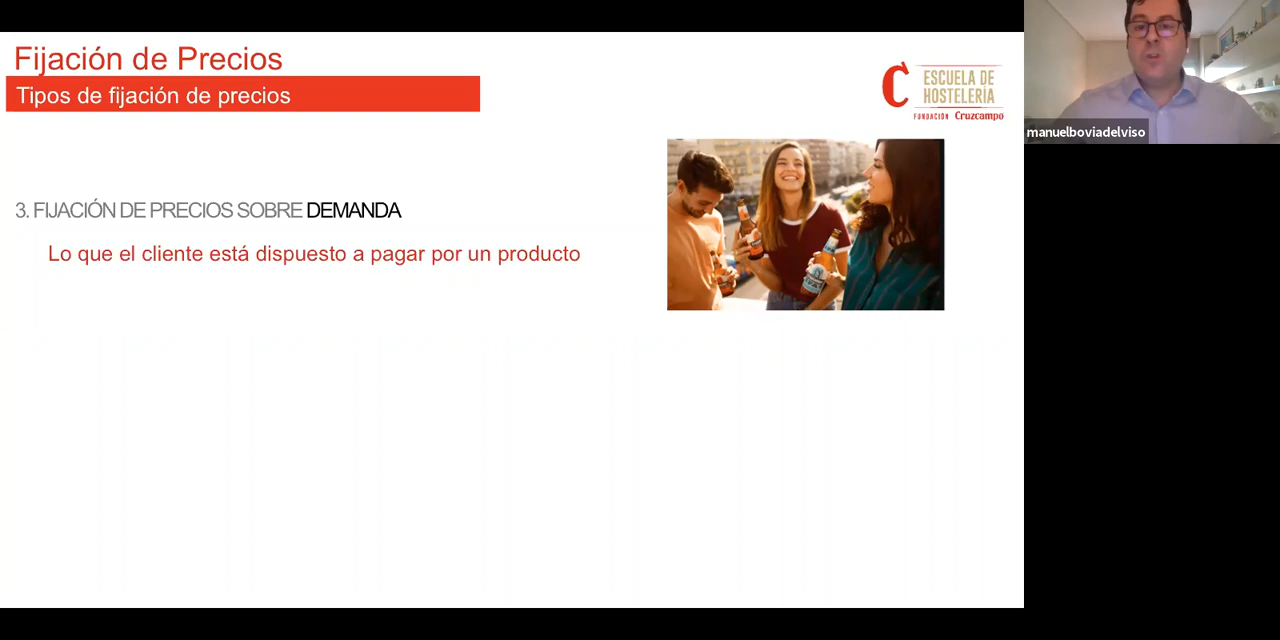 Fijación de Precios
Tipos de fijación de precios
ESCUELA DE
HOSTELERÍA
FUNDACIÓN Cruzcampo
manuelboviadelviso
3. FIJACIÓN DE PRECIOS SOBRE DEMANDA
Lo que el cliente está dispuesto a pagar por un producto